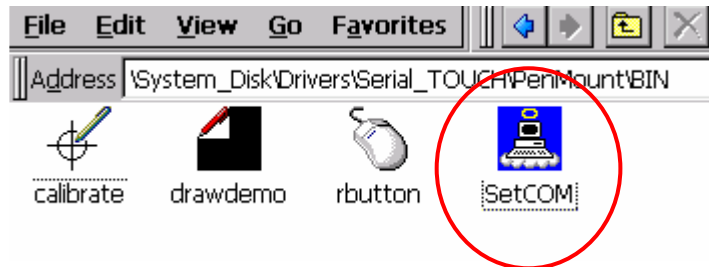 File Edit View Go Favorites
Address \System_Disk\Drivers\Serial_TOUCH\PenMount\BIN
calibrate drawdemo rbutton SetCOM